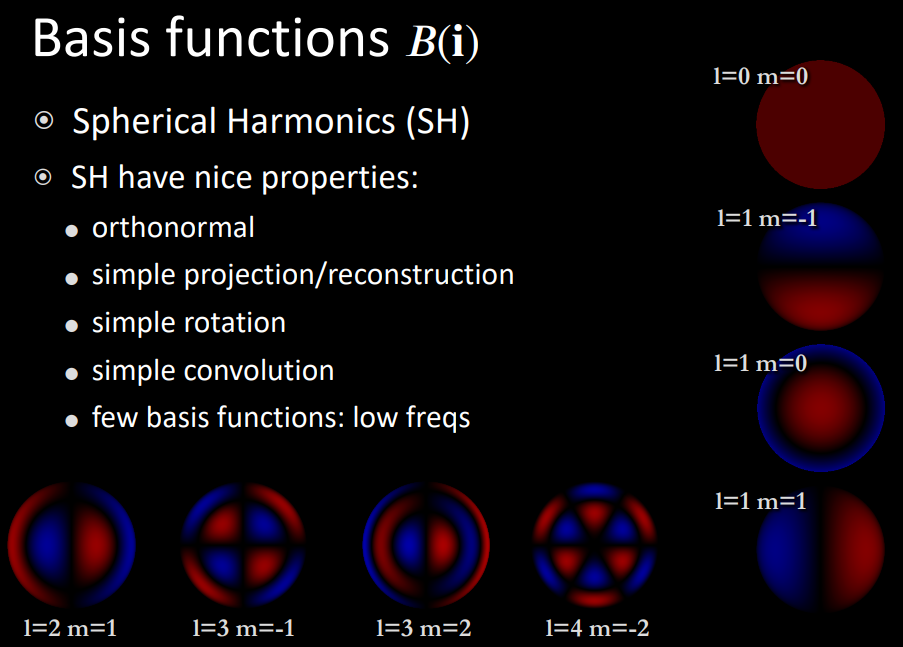 Basis functions B(i)
Spherical Harmonics (SH)
SH have nice properties:
orthonormal
simple projection/reconstruction
simple rotation
simple convolution
few basis functions: low freqs
l=0 m=0
l=1 m=-1
l=1 m=0
l=1 m=1
l=2 m=1
l=3 m=-1
l=3 m=2
l=4 m=-2